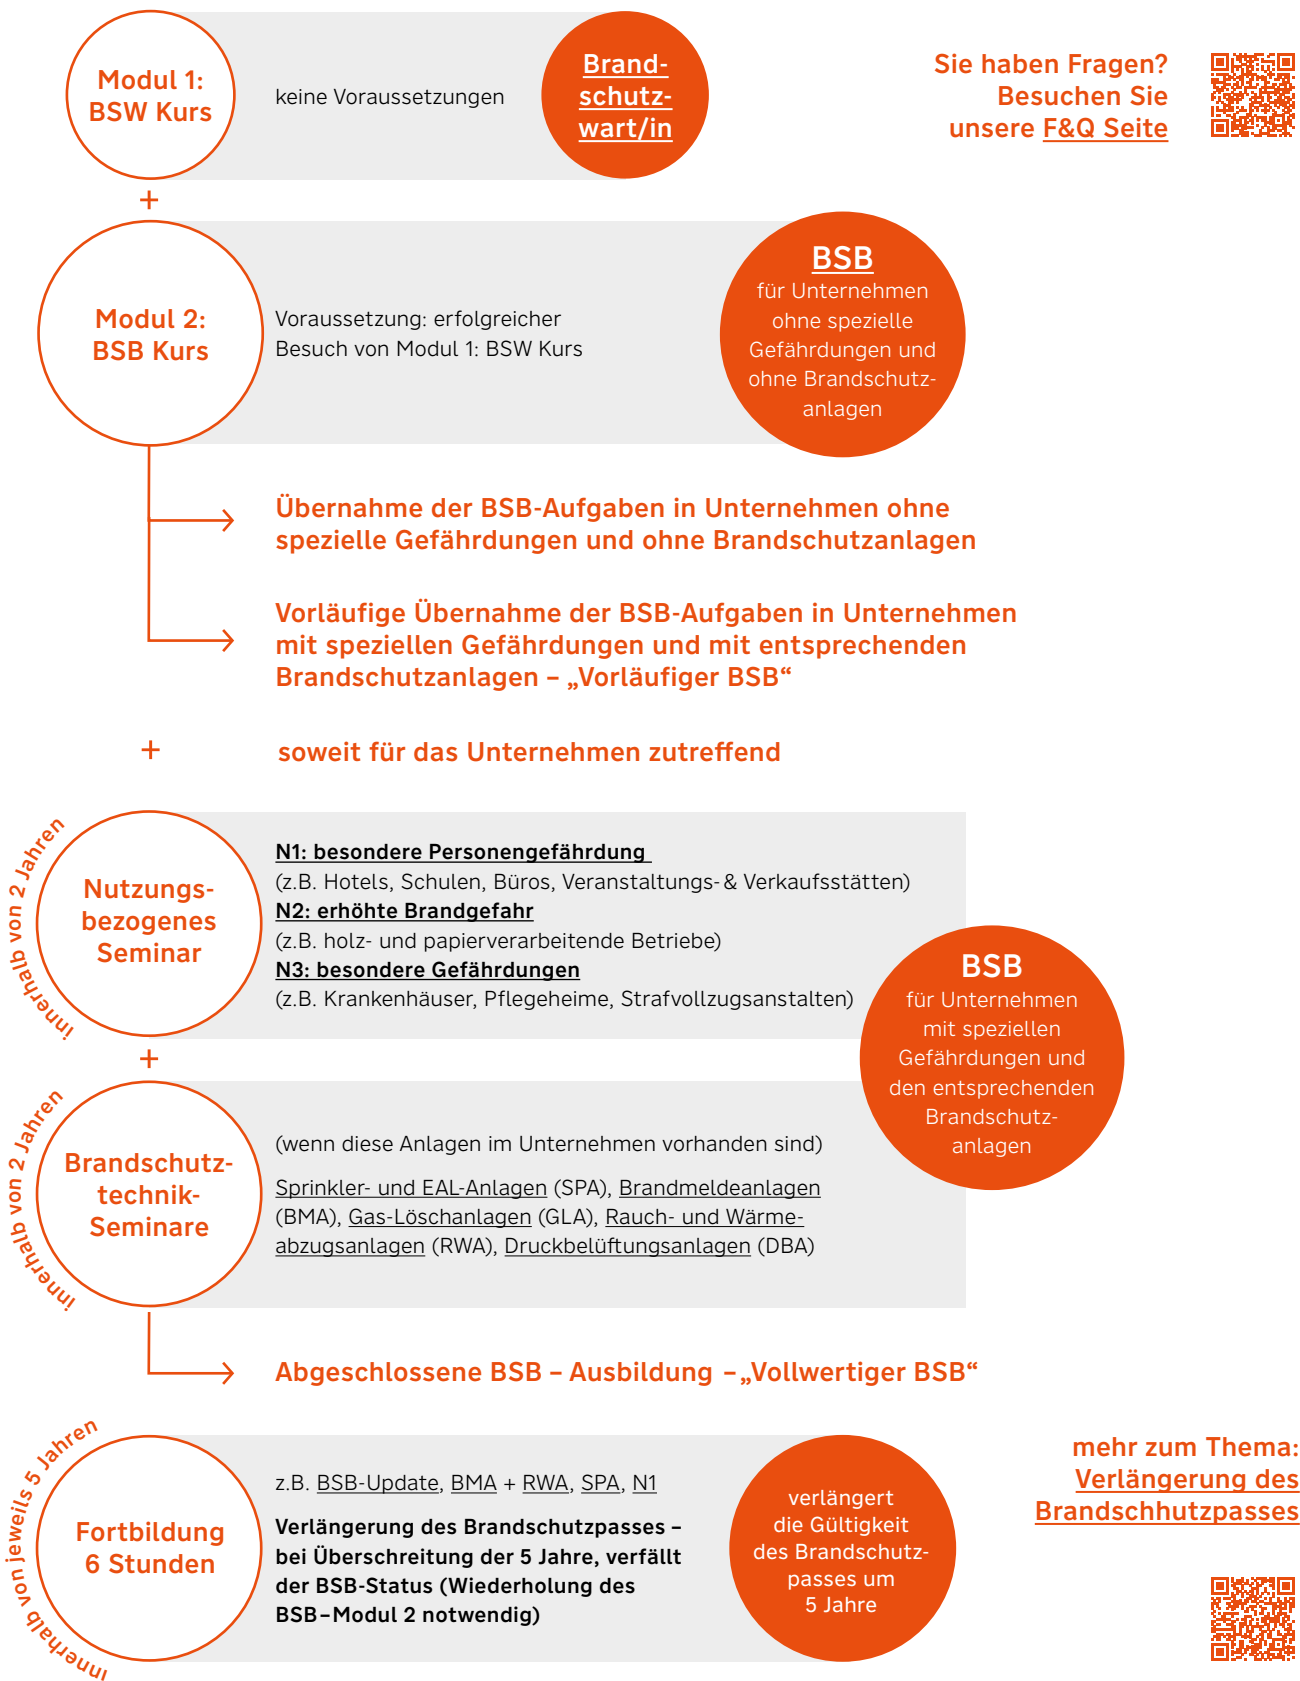 Modul 1:
BSW Kurs
keine Voraussetzungen
Brand-
schutz-
wart/in
Sie haben Fragen?
Besuchen Sie
unsere F&Q Seite
+
Modul 2:
BSB Kurs
Voraussetzung: erfolgreicher
Besuch von Modul 1: BSW Kurs
BSB
für Unternehmen
ohne spezielle
Gefährdungen und
ohne Brandschutz-
anlagen
Übernahme der BSB-Aufgaben in Unternehmen ohne
spezielle Gefährdungen und ohne Brandschutzanlagen
Vorläufige Übernahme der BSB-Aufgaben in Unternehmen
mit speziellen Gefährdungen und mit entsprechenden
Brandschutzanlagen – „Vorläufiger BSB“
+ soweit für das Unternehmen zutreffend
innerhalb von 2 Jahren
Nutzungs-
bezogenes
Seminar
N1: besondere Personengefährdung
(z.B. Hotels, Schulen, Büros, Veranstaltungs- & Verkaufsstätten)
N2: erhöhte Brandgefahr
(z.B. holz- und papierverarbeitende Betriebe)
N3: besondere Gefährdungen
(z.B. Krankenhäuser, Pflegeheime, Strafvollzugsanstalten)
BSB
für Unternehmen
mit speziellen
Gefährdungen und
den entsprechenden
Brandschutz-
anlagen
+
innerhalb von 2 Jahren
Brandschutz-
technik-
Seminare
(wenn diese Anlagen im Unternehmen vorhanden sind)
Sprinkler- und EAL-Anlagen (SPA), Brandmeldeanlagen
(BMA), Gas-Löschanlagen (GLA), Rauch- und Wärme-
abzugsanlagen (RWA), Druckbelüftungsanlagen (DBA)
Abgeschlossene BSB – Ausbildung – „Vollwertiger BSB“
Innerhalb von jeweils 5 Jahren
Fortbildung
6 Stunden
z.B. BSB-Update, BMA + RWA, SPA, N1
Verlängerung des Brandschutzpasses –
bei Überschreitung der 5 Jahre, verfällt
der BSB-Status (Wiederholung des
BSB–Modul 2 notwendig)
verlängert
die Gültigkeit
des Brandschutz-
passes um
5 Jahre
mehr zum Thema:
Verlängerung des
Brandschhutzpasses